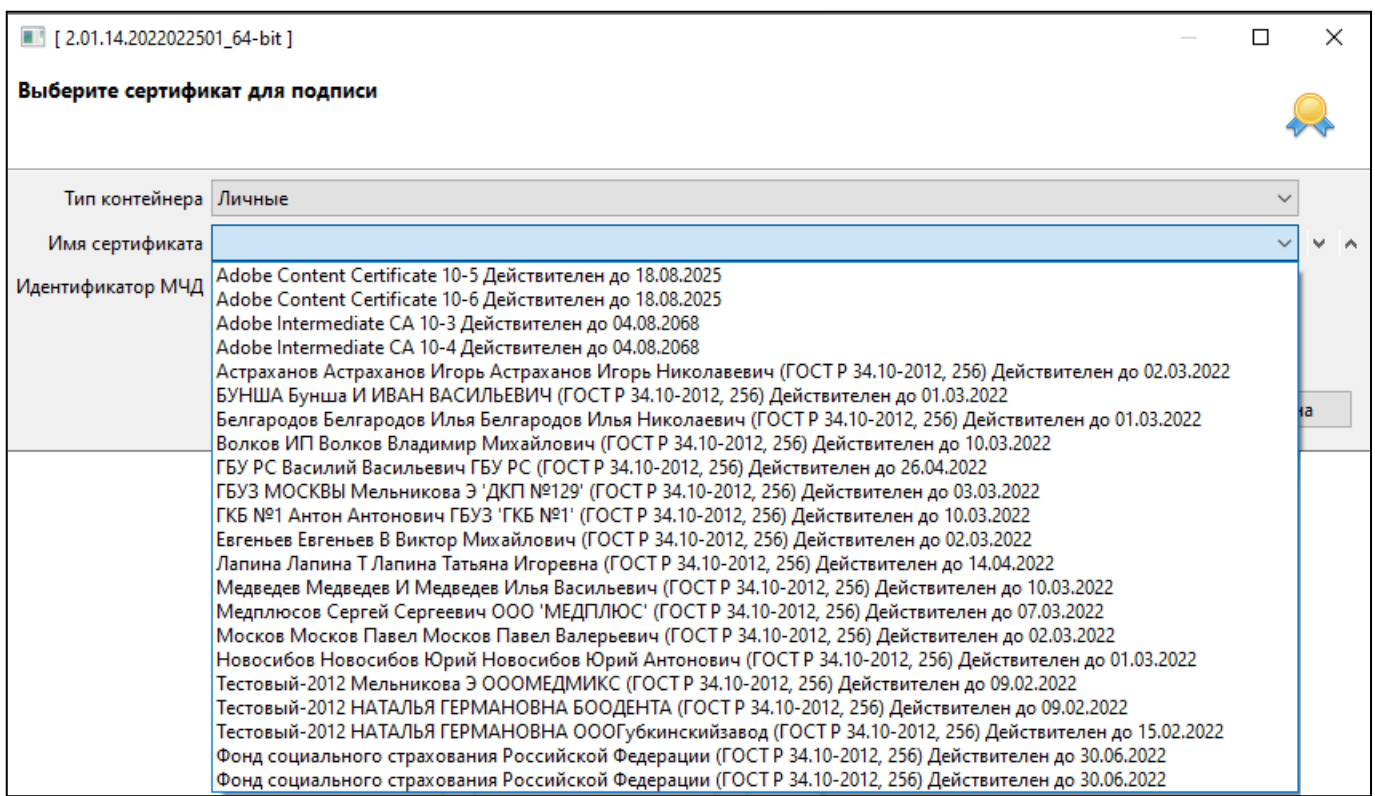 [ 2.01.14.2022022501_64-bit ]
Выберите сертификат для подписи
Тип контейнера Личные
Имя сертификата
Идентификатор МЧД
Adobe Content Certificate 10-5 Действителен до 18.08.2025
Adobe Content Certificate 10-6 Действителен до 18.08.2025
Adobe Intermediate CA 10-3 Действителен до 04.08.2068
Adobe Intermediate CA 10-4 Действителен до 04.08.2068
Астраханов Астраханов Игорь Астраханов Игорь Николавевич (ГОСТ Р 34.10-2012, 256) Действителен до 02.03.2022
БУНША Бунша И ИВАН ВАСИЛЬЕВИЧ (ГОСТ Р 34.10-2012, 256) Действителен до 01.03.2022
Белгародов Белгародов Илья Белгародов Илья Николаевич (ГОСТ Р 34.10-2012, 256) Действителен до 01.03.2022
на
Волков ИП Волков Владимир Михайлович (ГОСТ Р 34.10-2012, 256) Действителен до 10.03.2022
ГБУ РС Василий Васильевич ГБУ РС (ГОСТ Р 34.10-2012, 256) Действителен до 26.04.2022
ГБУЗ МОСКВЫ Мельникова Э 'ДКП №129' (ГОСТ Р 34.10-2012, 256) Действителен до 03.03.2022
ГКБ №1 Антон Антонович ГБУЗ 'ГКБ №1' (ГОСТ Р 34.10-2012, 256) Действителен до 10.03.2022
Евгеньев Евгеньев В Виктор Михайлович (ГОСТ Р 34.10-2012, 256) Действителен до 02.03.2022
Лапина Лапина Т Лапина Татьяна Игоревна (ГОСТ Р 34.10-2012, 256) Действителен до 14.04.2022
Медведев Медведев И Медведев Илья Васильевич (ГОСТ Р 34.10-2012, 256) Действителен до 10.03.2022
Медплюсов Сергей Сергеевич ООО 'МЕДПЛЮС' (ГОСТ Р 34.10-2012, 256) Действителен до 07.03.2022
Москов Москов Павел Москов Павел Валерьевич (ГОСТ Р 34.10-2012, 256) Действителен до 02.03.2022
Новосибов Новосибов Юрий Новосибов Юрий Антонович (ГОСТ Р 34.10-2012, 256) Действителен до 01.03.2022
Тестовый-2012 Мельникова Э ОООМЕДМИКС (ГОСТ Р 34.10-2012, 256) Действителен до 09.02.2022
Тестовый-2012 НАТАЛЬЯ ГЕРМАНОВНА БООДЕНТА (ГОСТ Р 34.10-2012, 256) Действителен до 09.02.2022
Тестовый-2012 НАТАЛЬЯ ГЕРМАНОВНА ОООГубкинскийзавод (ГОСТ Р 34.10-2012, 256) Действителен до 15.02.2022
Фонд социального страхования Российской Федерации (ГОСТ Р 34.10-2012, 256) Действителен до 30.06.2022
Фонд социального страхования Российской Федерации (ГОСТ Р 34.10-2012, 256) Действителен до 30.06.2022